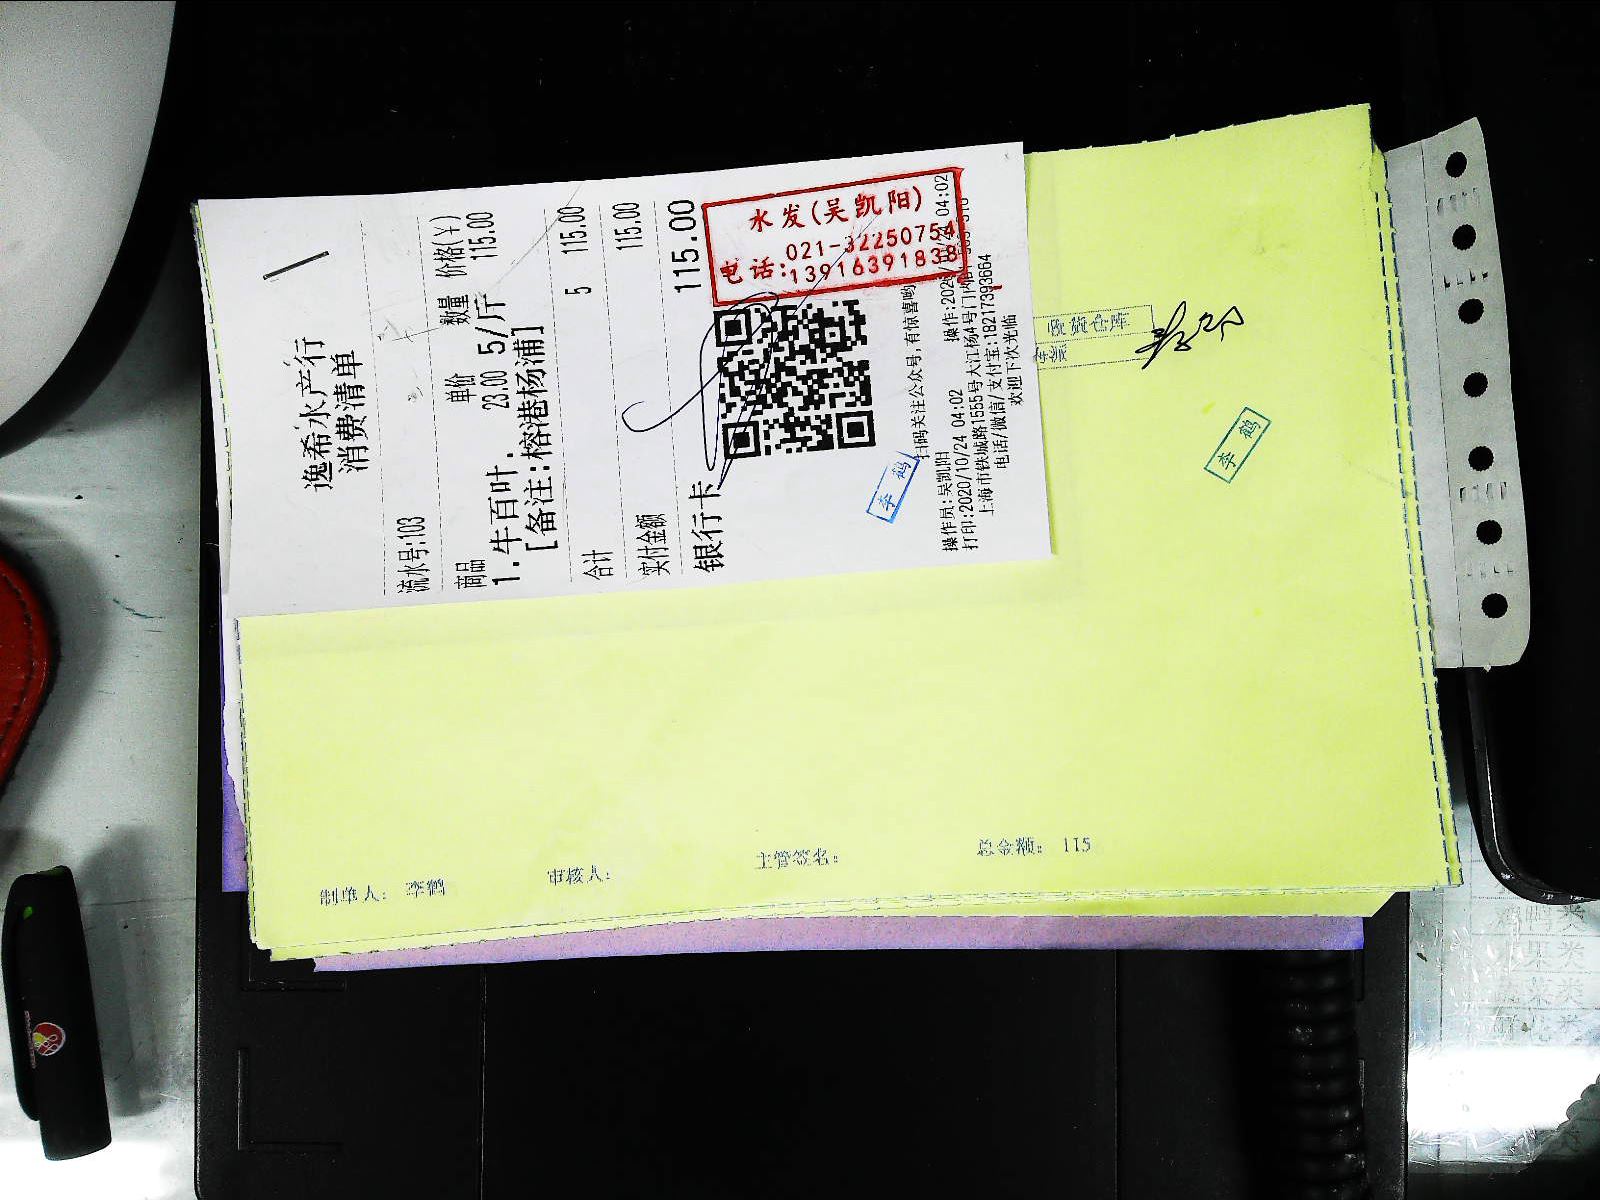 逸希水产行
消费清单
流水号:103
商品 单价 数量 价格(¥)
1.牛百叶. 23.00 5/斤 115.00
[备注:榕港杨浦]
合计 5 115.00
实付金额 115.00
银行卡 115.00
水发(吴凯阳)
021-32250754
电话:13916391838
扫码关注公众号,有惊喜哟
操作员:吴凯阳
打印:2020/10/24 04:02
上海市铁城路1555号大江杨4号门内
电话/微信/支付宝:18217393664
欢迎下次光临
李鹤
李鹤
制单人: 李鹤
审核人:
主管签名:
总金额: 115
果类
菜类